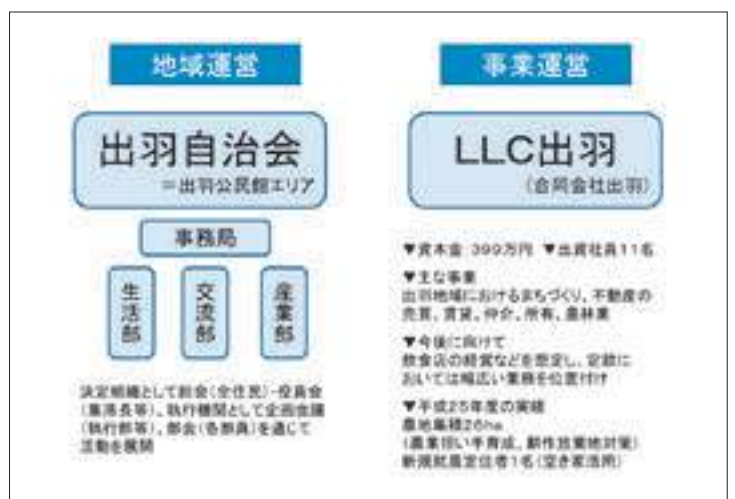 地域運営
出羽自治会
＝出羽公民館エリア
事務局
生活部
交流部
産業部
決定組織として総会(全住民)-役員会
(集落長等)、執行機関として企画会議
(執行部等)、部会(各部員)を通じて
活動を展開
事業運営
LLC出羽
(合同会社出羽)
▼資本金 399万円 ▼出資社員11名
▼主な事業
出羽地域におけるまちづくり、不動産の
売買、賃貸、仲介、所有、農林業
▼今後に向けて
飲食店の経営などを想定し、定款に
おいては幅広い業務を位置付け
▼平成25年度の実績
農地集積26ha
(農業担い手育成、耕作放棄地対策)
新規就農定住者1名(空き家活用)